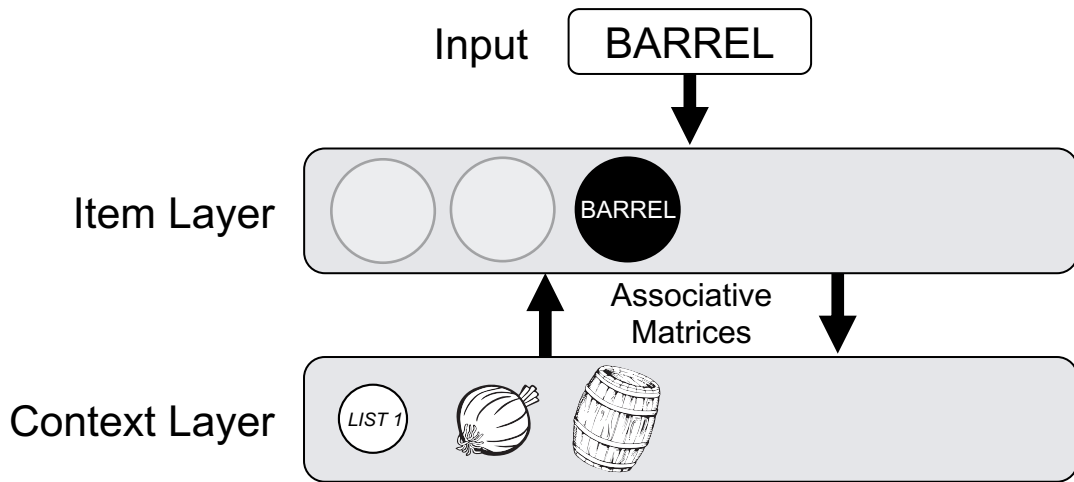 Input
BARREL
Item Layer
BARREL
Associative
Matrices
Context Layer
LIST 1